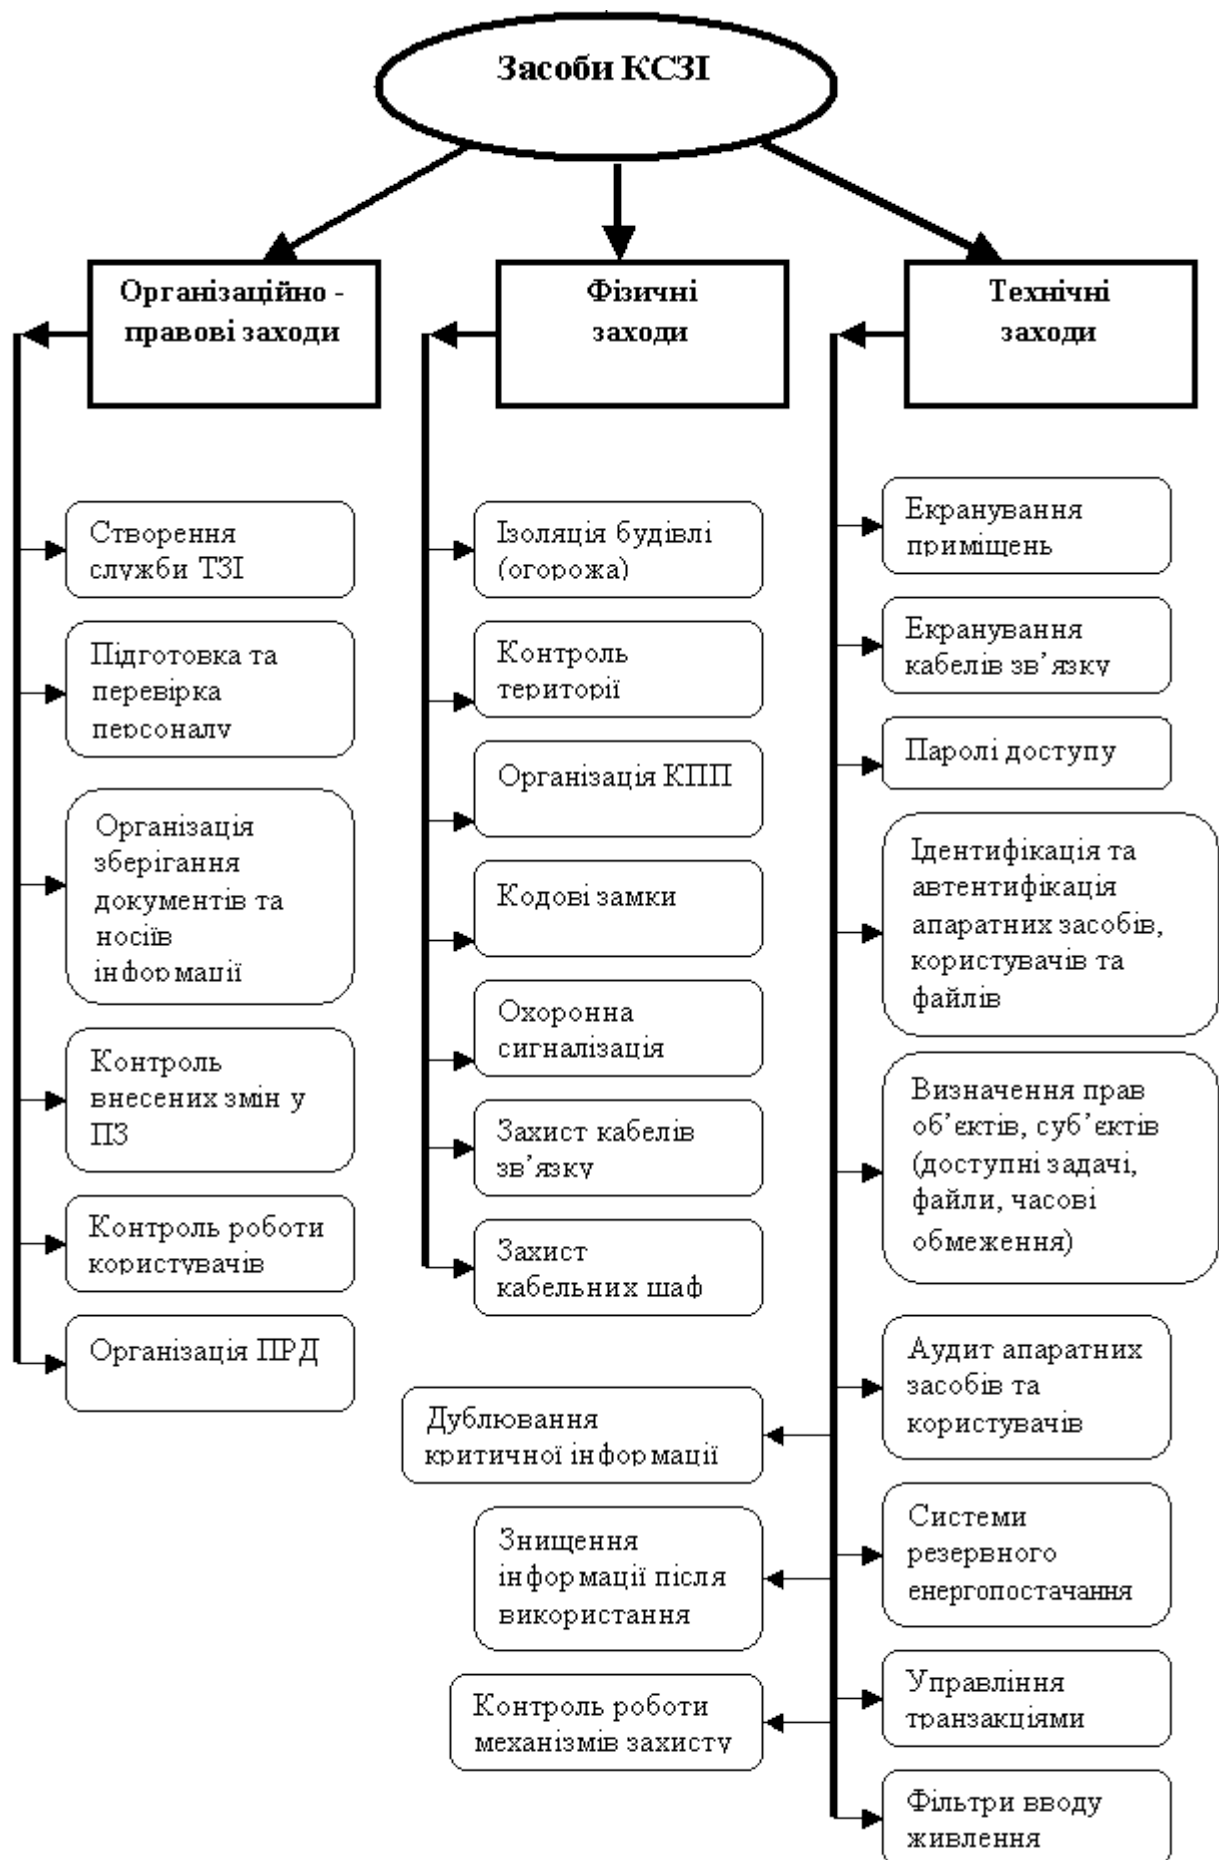 Засоби КСЗІ
Організаційно -
правові заходи
Фізичні
заходи
Технічні
заходи
Створення
служби ТЗІ
Підготовка та
перевірка
персоналу
Організація
зберігання
документів та
носіїв
інформації
Контроль
внесених змін у
ПЗ
Контроль роботи
користувачів
Організація ПРД
Ізоляція будівлі
(огорожа)
Контроль
території
Організація КПП
Кодові замки
Охоронна
сигналізація
Захист кабелів
зв’язку
Захист
кабельних шаф
Екранування
приміщень
Екранування
кабелів зв’язку
Паролі доступу
Ідентифікація та
автентифікація
апаратних засобів,
користувачів та
файлів
Визначення прав
об’єктів, суб’єктів
(доступні задачі,
файли, часові
обмеження)
Аудит апаратних
засобів та
користувачів
Системи
резервного
енергопостачання
Управління
транзакціями
Фільтри вводу
живлення
Дублювання
критичної інформації
Знищення
інформації після
використання
Контроль роботи
механізмів захисту